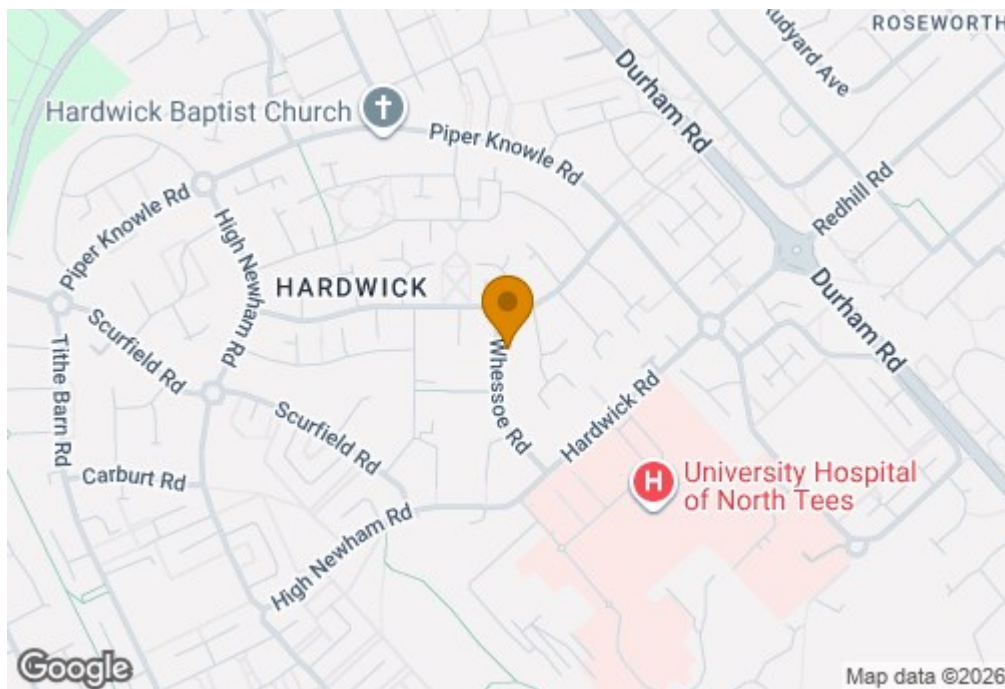 ROSEWORTH
Rudyard Ave
Durham Rd
Hardwick Baptist Church
Piper Knowle Rd
Redhill Rd
Piper Knowle Rd
High Newham Rd
HARDWICK
Durham Rd
Scurfield Rd
Tithe Barn Rd
Whessoe Rd
Hardwick Rd
Scurfield Rd
Carburt Rd
H
University Hospital
of North Tees
High Newham Rd
Google
Map data ©2026